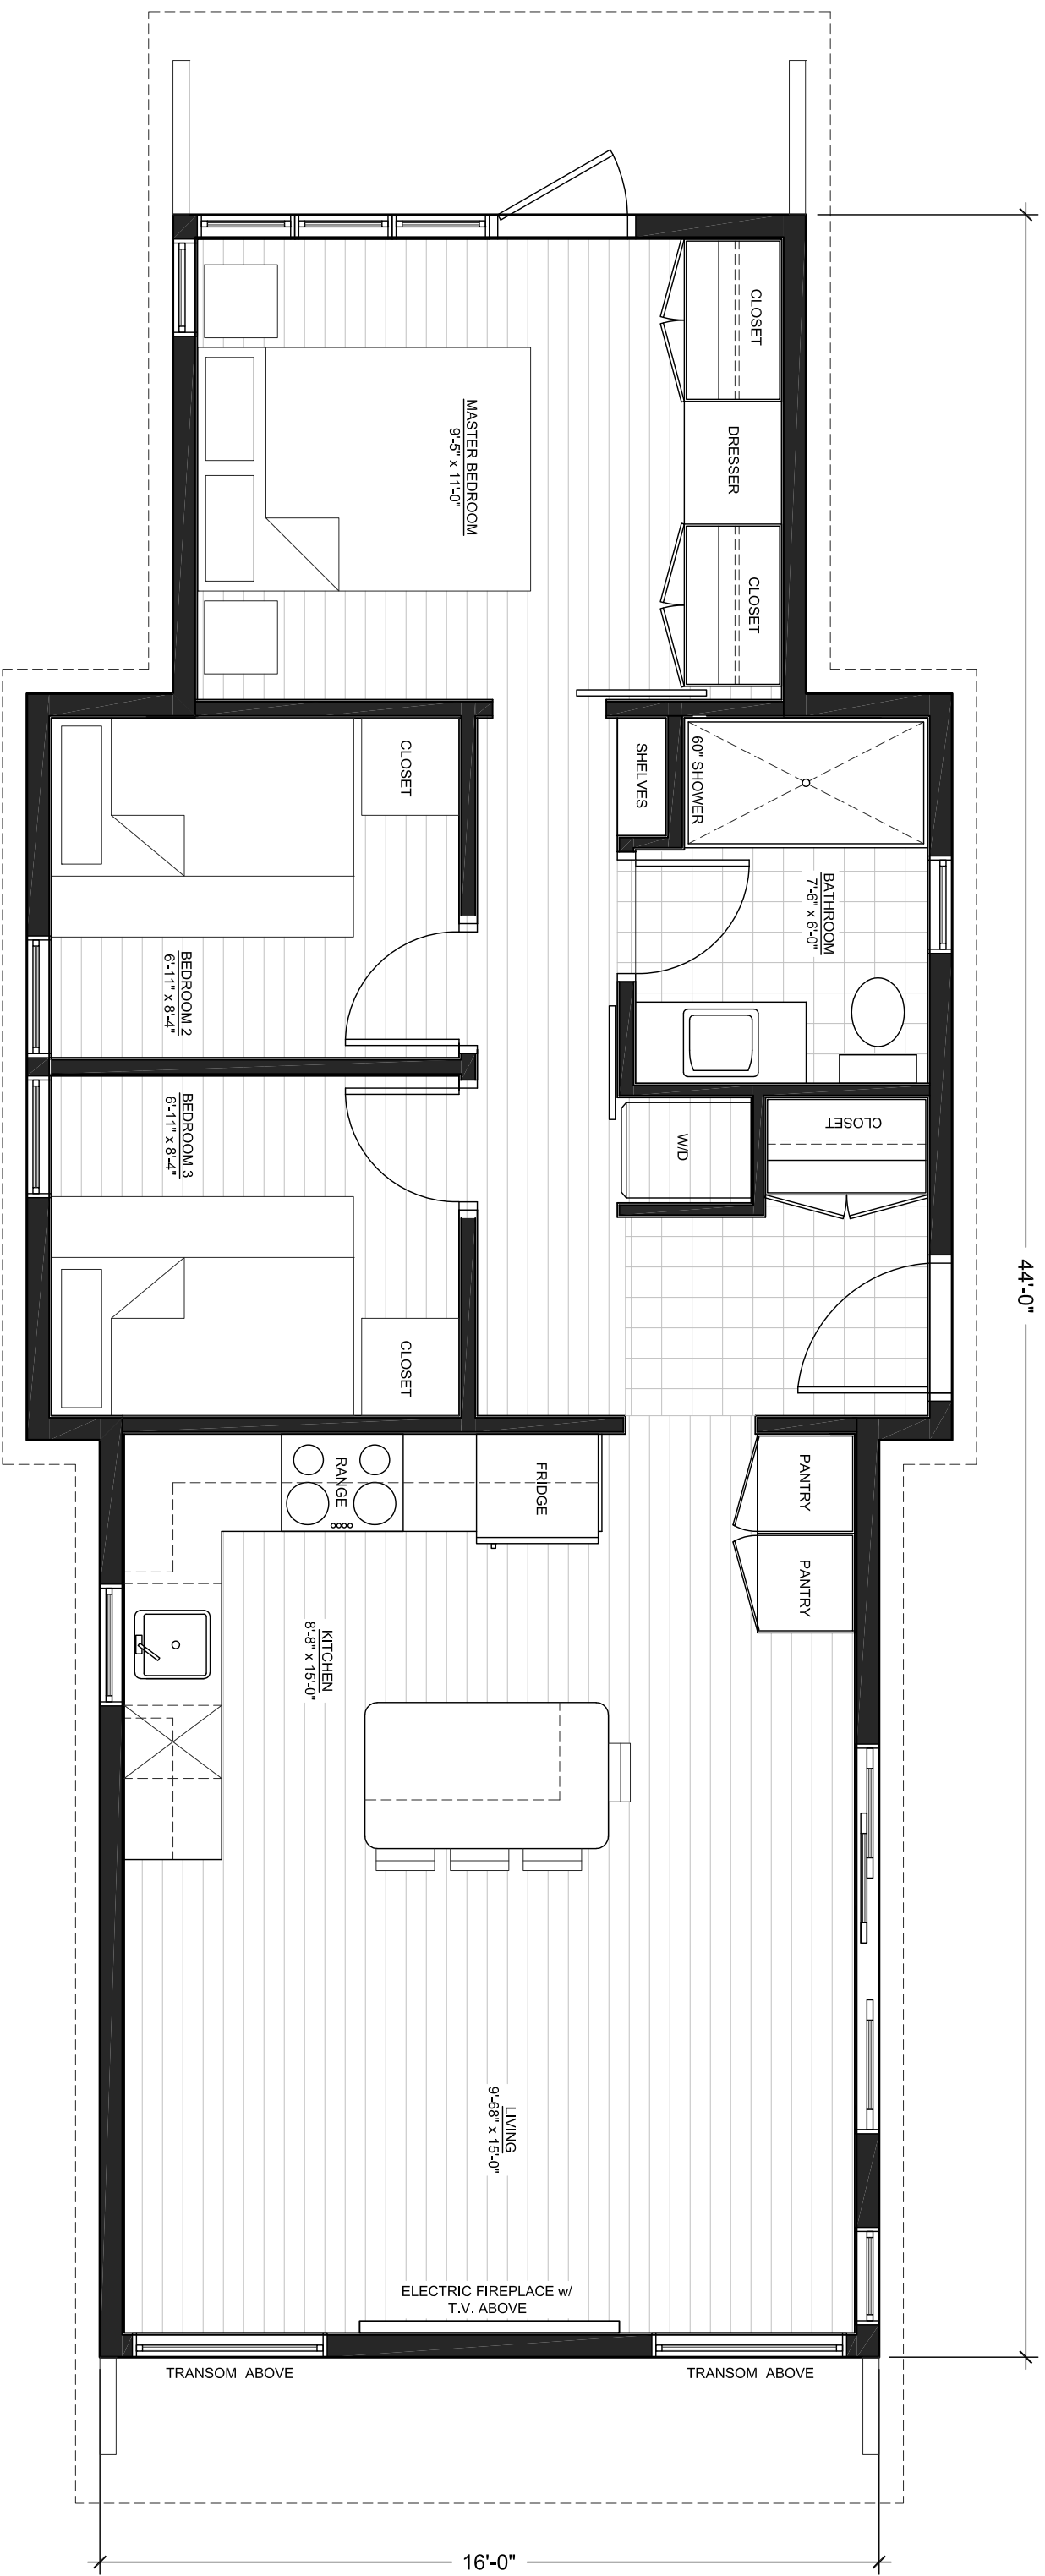 CLOSET
DRESSER
CLOSET
MASTER BEDROOM
9'-5" x 11'-0"
SHELVES
60" SHOWER
CLOSET
BATHROOM
7'-6" x 6'-0"
BEDROOM 2
6'-11" x 8'-4"
BEDROOM 3
6'-11" x 8'-4"
W/D
CLOSET
44'-0"
CLOSET
RANGE
FRIDGE
PANTRY
PANTRY
KITCHEN
8'-8" x 15'-0"
LIVING
9'-68" x 15'-0"
ELECTRIC FIREPLACE w/
T.V. ABOVE
TRANSOM ABOVE
TRANSOM ABOVE
16'-0"